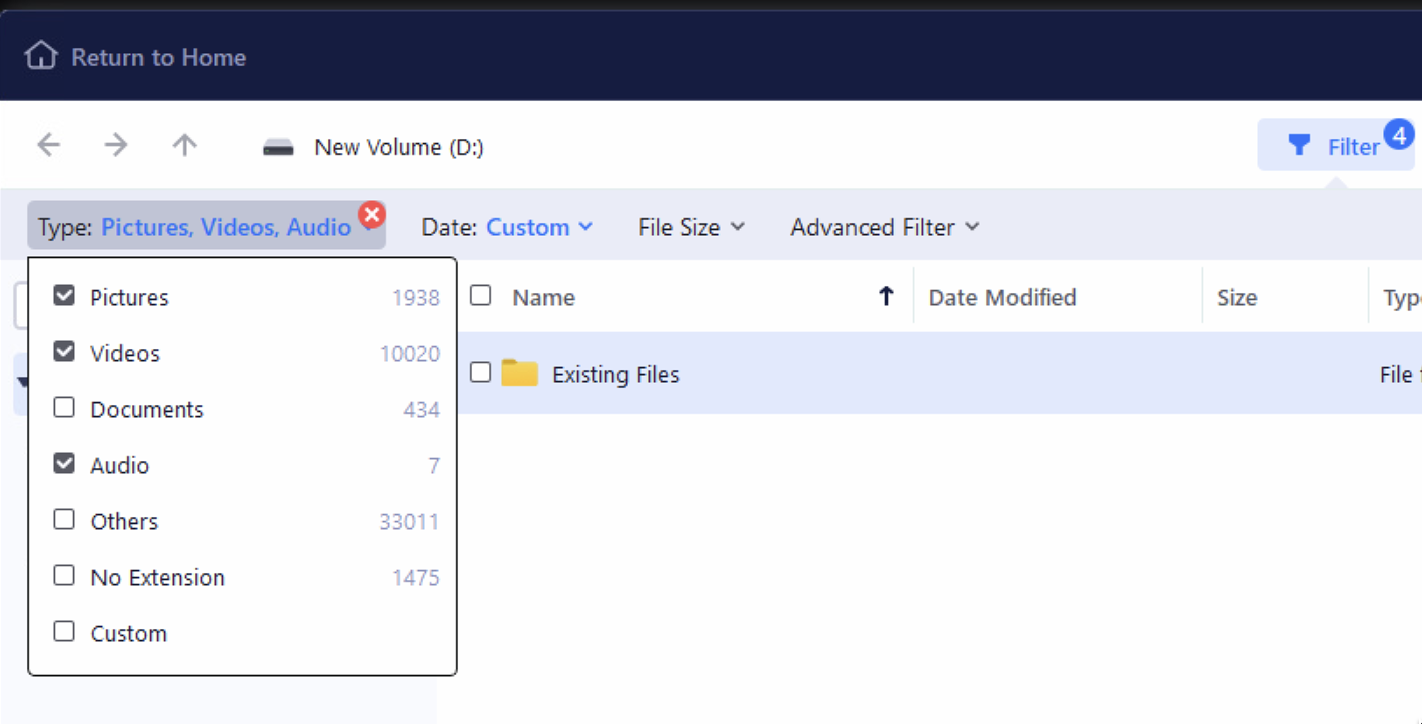 Return to Home
New Volume (D:)
Filter 4
Type: Pictures, Videos, Audio Date: Custom File Size Advanced Filter
Pictures 1938
Videos 10020
Documents 434
Audio 7
Others 33011
No Extension 1475
Custom
Name Date Modified Size Typ
Existing Files File